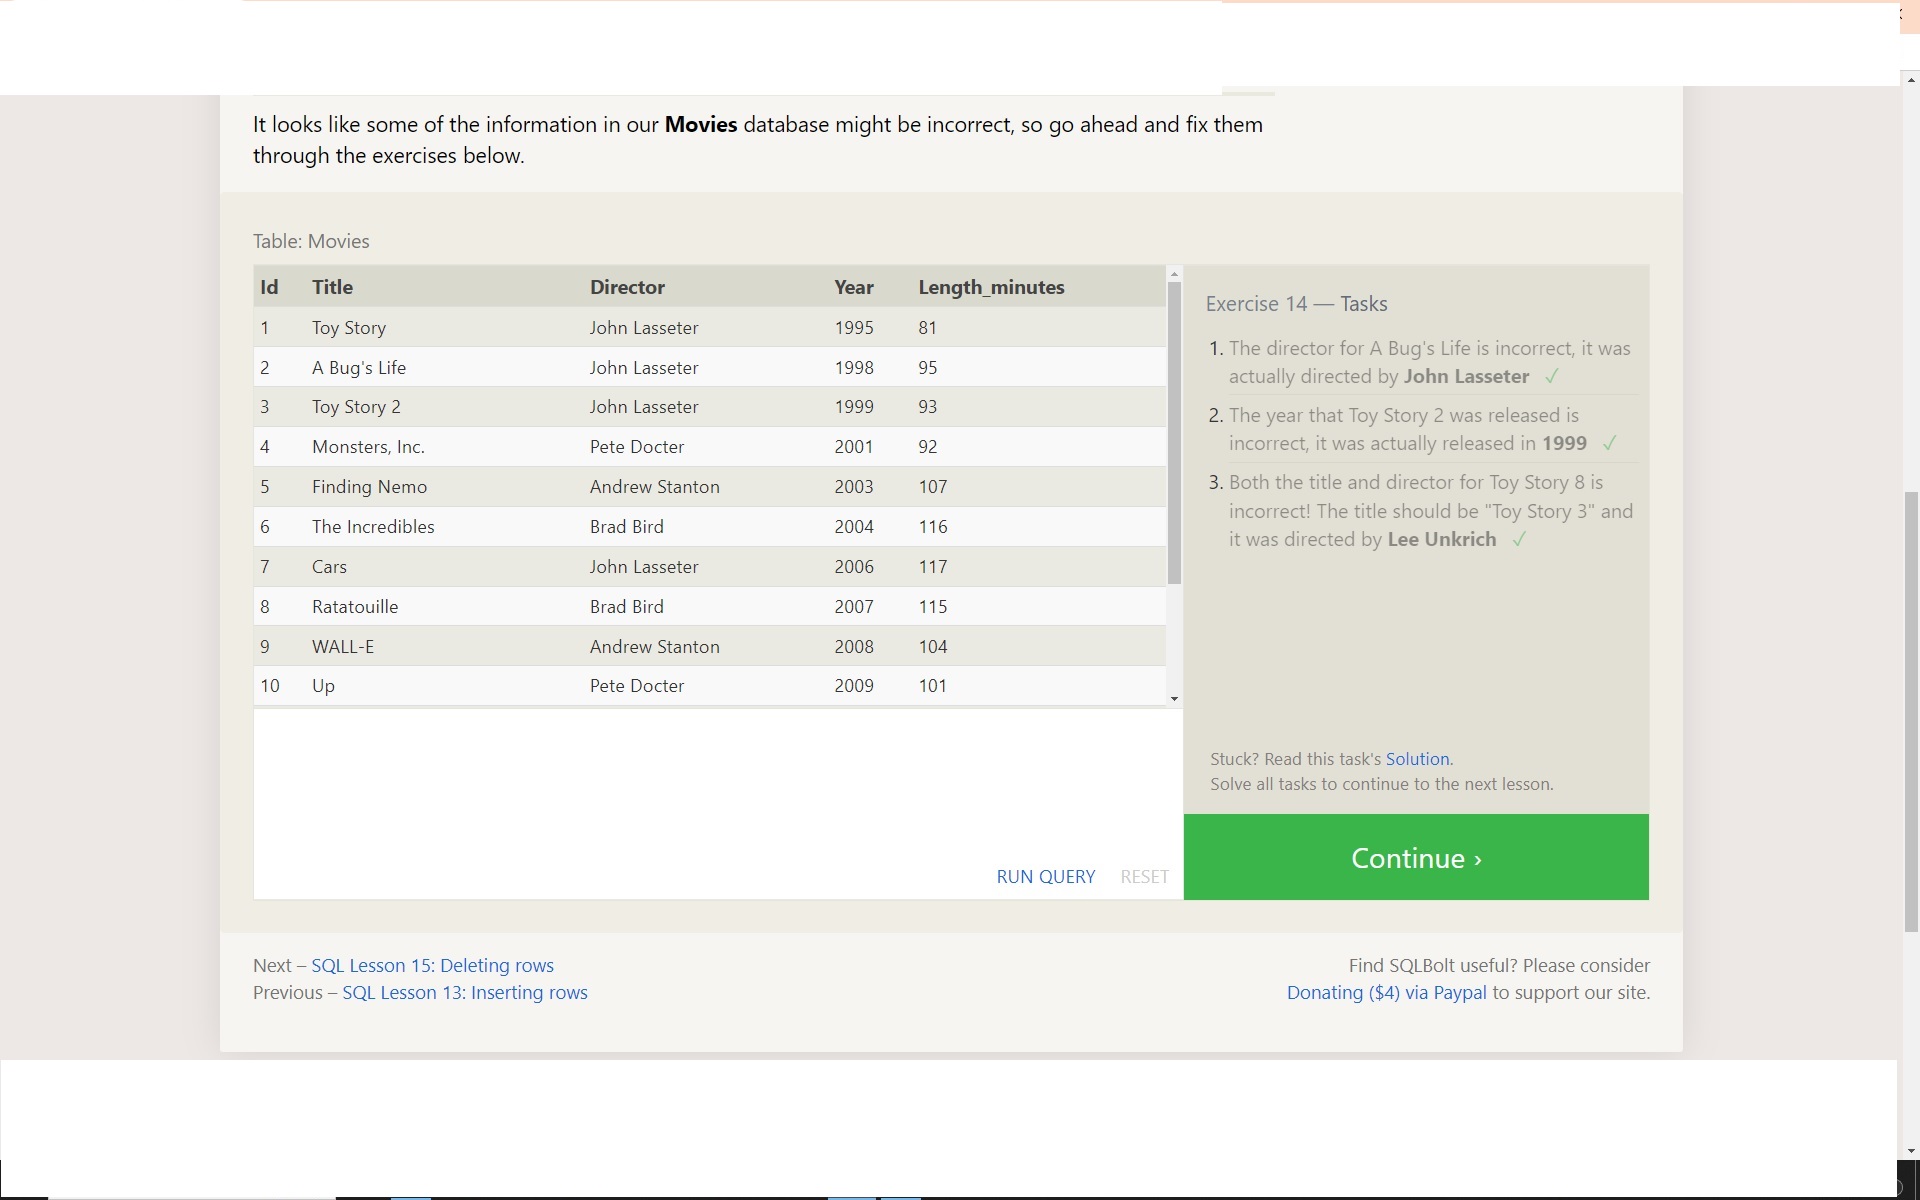 It looks like some of the information in our Movies database might be incorrect, so go ahead and fix them
through the exercises below.
Table: Movies
Id Title Director Year Length_minutes
1 Toy Story John Lasseter 1995 81
2 A Bug's Life John Lasseter 1998 95
3 Toy Story 2 John Lasseter 1999 93
4 Monsters, Inc. Pete Docter 2001 92
5 Finding Nemo Andrew Stanton 2003 107
6 The Incredibles Brad Bird 2004 116
7 Cars John Lasseter 2006 117
8 Ratatouille Brad Bird 2007 115
9 WALL-E Andrew Stanton 2008 104
10 Up Pete Docter 2009 101
RUN QUERY RESET
Exercise 14 — Tasks
1. The director for A Bug's Life is incorrect, it was
actually directed by John Lasseter ✓
2. The year that Toy Story 2 was released is
incorrect, it was actually released in 1999 ✓
3. Both the title and director for Toy Story 8 is
incorrect! The title should be "Toy Story 3" and
it was directed by Lee Unkrich ✓
Stuck? Read this task's Solution.
Solve all tasks to continue to the next lesson.
Continue ›
Next – SQL Lesson 15: Deleting rows
Previous – SQL Lesson 13: Inserting rows
Find SQLBolt useful? Please consider
Donating ($4) via Paypal to support our site.